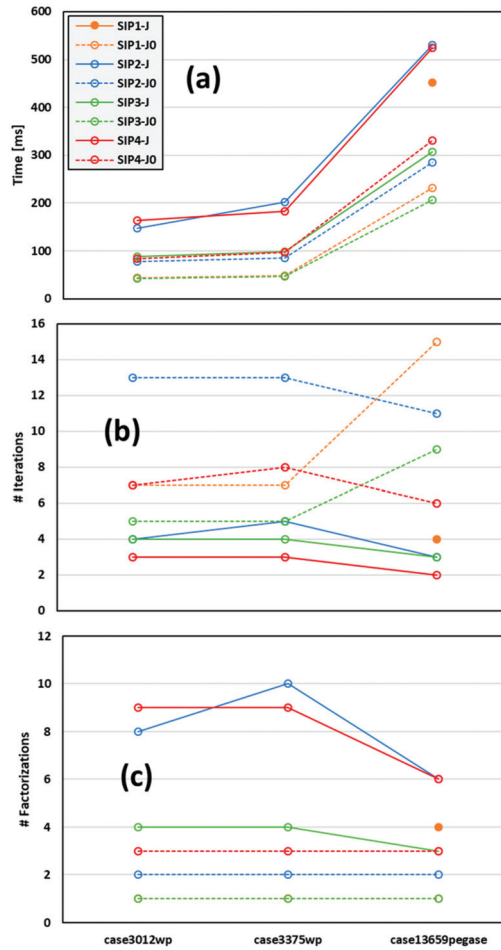 600
500
400
300
200
100
0
Time [ms]
SIP1-J
SIP1-J0
SIP2-J
SIP2-J0
SIP3-J
SIP3-J0
SIP4-J
SIP4-J0
(a)
16
14
12
10
8
6
4
2
0
# Iterations
(b)
12
10
8
6
4
2
0
# Factorizations
(c)
case3012wp
case3375wp
case13659pegase